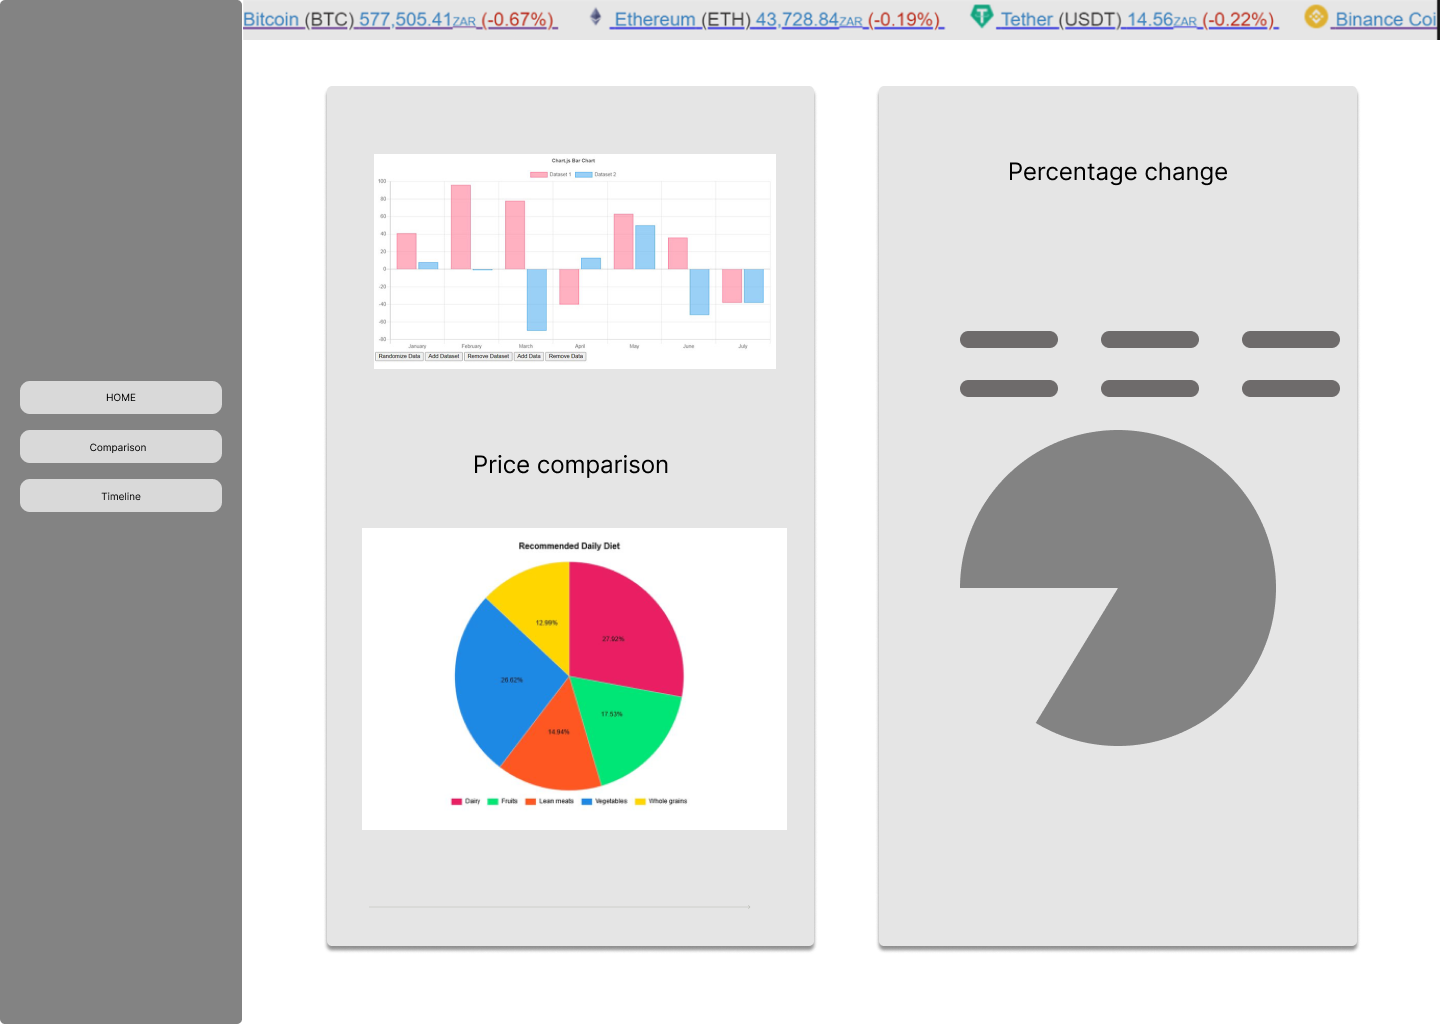 Bitcoin (BTC) 577,505.41ZAR (-0.67%) Ethereum (ETH) 43,728.84ZAR (-0.19%) Tether (USDT) 14.56ZAR (-0.22%) Binance Coi
HOME
Comparison
Timeline
Chart.js Bar Chart
Dataset 1 Dataset 2
100
80
60
40
20
0
-20
-40
-60
-80
January February March April May June July
Randomize Data Add Dataset Remove Dataset Add Data Remove Data
Price comparison
Recommended Daily Diet
12.99%
27.92%
26.62%
17.53%
14.94%
Dairy Fruits Lean meats Vegetables Whole grains
Percentage change